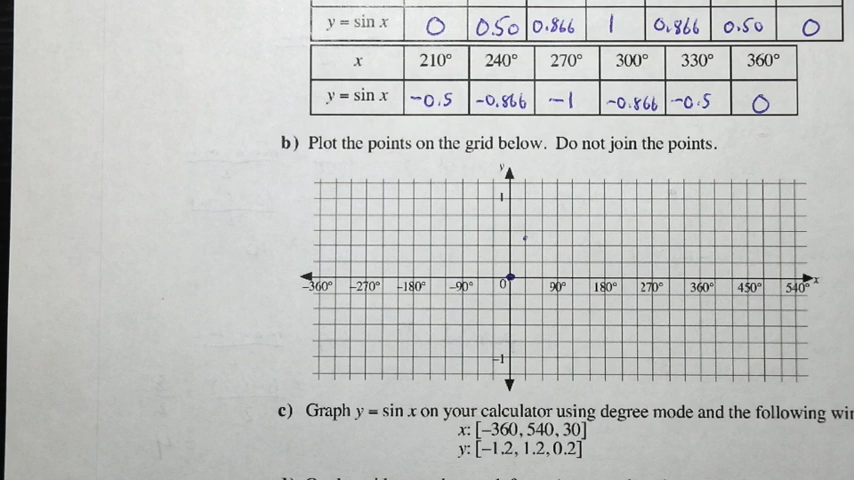 y = sin x 0 0.50 0.866 1 0.866 0.50 0
x 210° 240° 270° 300° 330° 360°
y = sin x -0.5 -0.866 -1 -0.866 -0.5 0
b) Plot the points on the grid below. Do not join the points.
y
1
-360° -270° -180° -90° 0 90° 180° 270° 360° 450° 540° x
-1
c) Graph y = sin x on your calculator using degree mode and the following wi
x: [-360, 540, 30]
y: [-1.2, 1.2, 0.2]